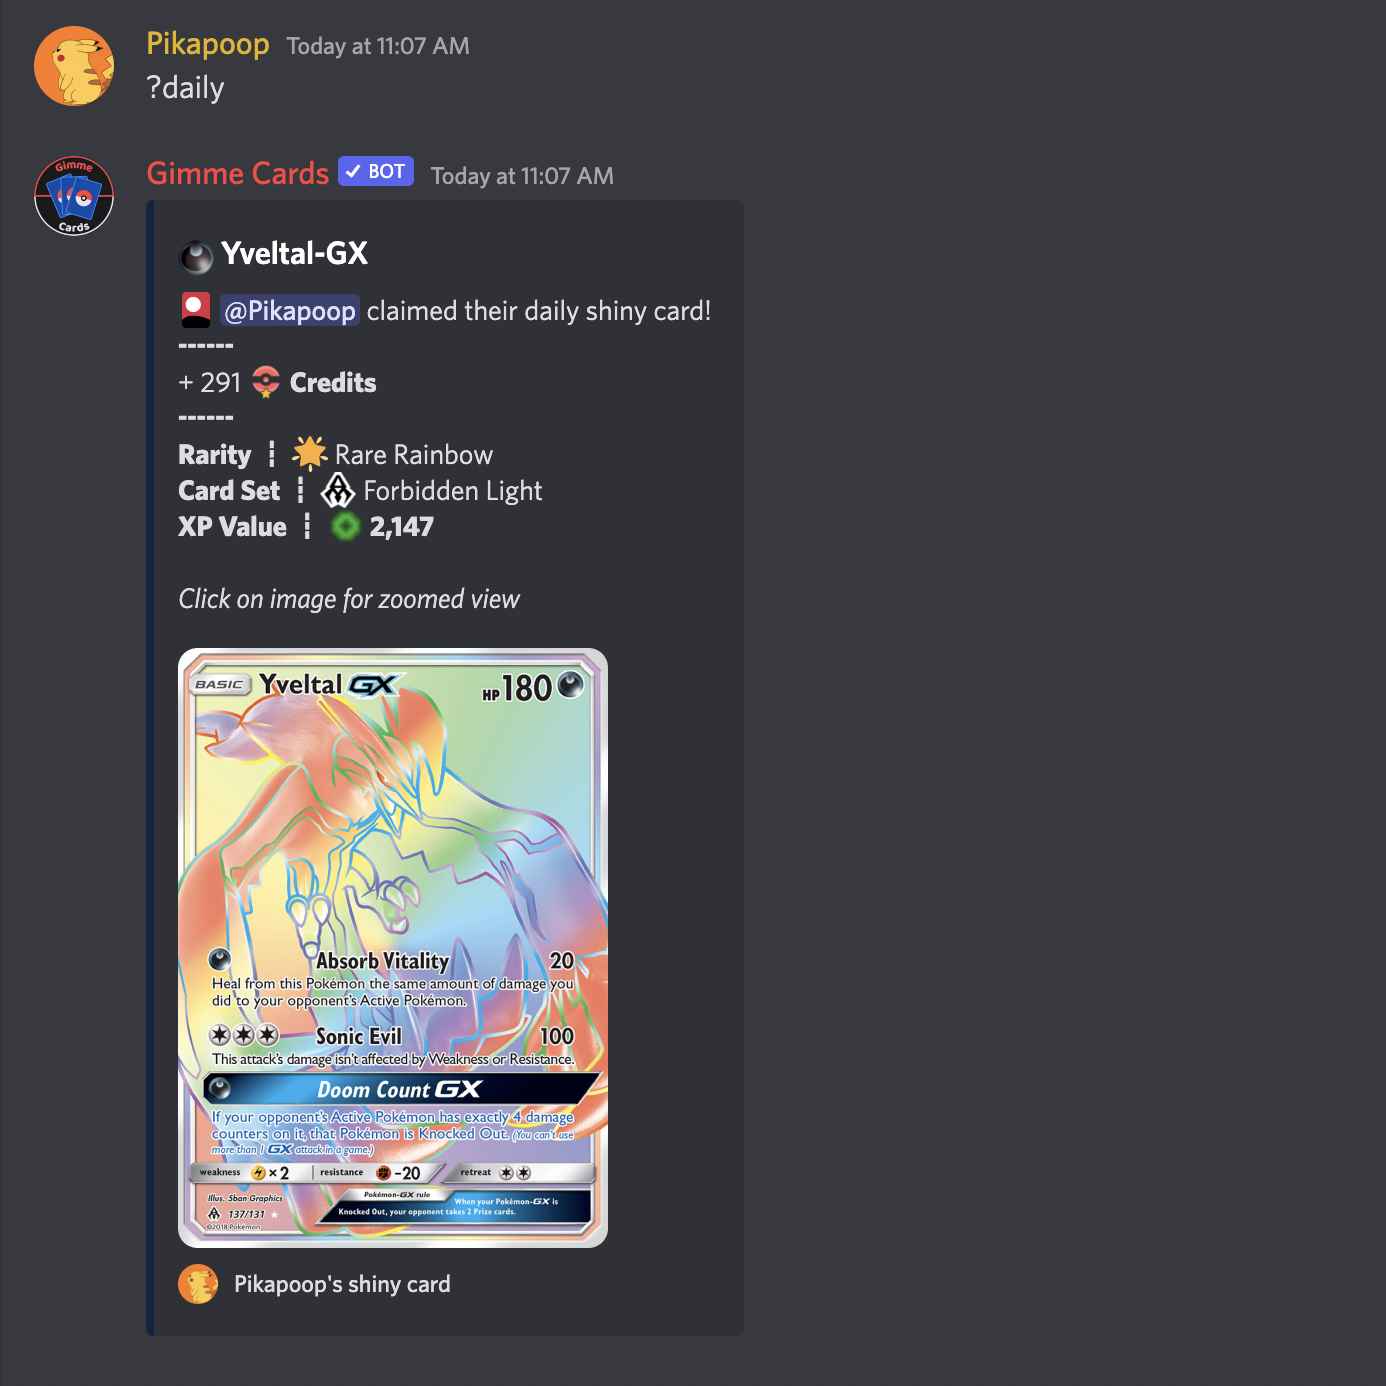 Pikapoop Today at 11:07 AM
?daily
Gimme
Cards
Gimme Cards ✓ BOT Today at 11:07 AM
Yveltal-GX
@Pikapoop claimed their daily shiny card!
------
+ 291 Credits
------
Rarity ┊ Rare Rainbow
Card Set ┊ Forbidden Light
XP Value ┊ 2,147
Click on image for zoomed view
BASIC Yveltal GX HP 180
Absorb Vitality 20
Heal from this Pokémon the same amount of damage you
did to your opponent's Active Pokémon.
Sonic Evil 100
This attack's damage isn't affected by Weakness or Resistance.
Doom Count GX
If your opponent's Active Pokémon has exactly 4 damage
counters on it, that Pokémon is Knocked Out. (You can't use
more than 1 GX attack in a game.)
weakness ×2 resistance -20 retreat
Illus. 5ban Graphics
137/131
©2018 Pokémon
Pokémon-GX rule
When your Pokémon-GX is
Knocked Out, your opponent takes 2 Prize cards.
Pikapoop's shiny card